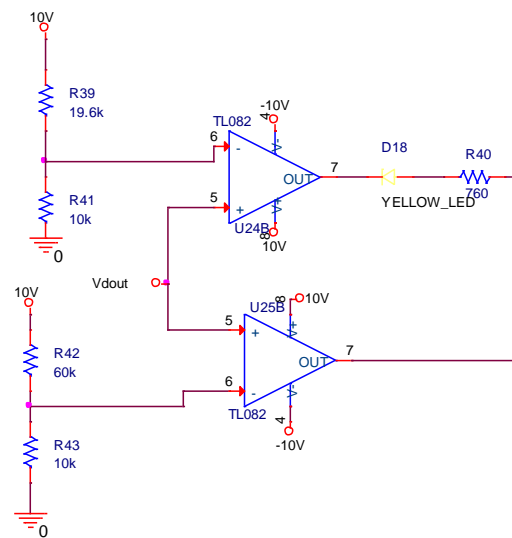 10V
R39
19.6k
R41
10k
0
TL082
-10V
4
V-
6
-
7
OUT
5
+
V+
U24B
8
10V
D18
YELLOW_LED
R40
760
Vdout
10V
R42
60k
R43
10k
0
U25B
8
10V
V+
5
+
7
OUT
6
-
V-
TL082
4
-10V